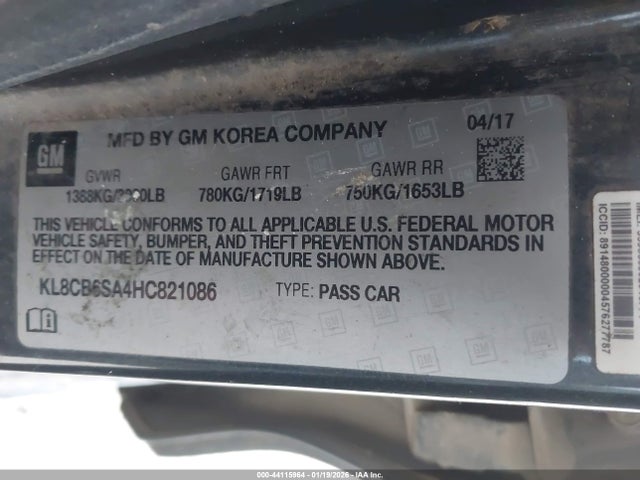 GM
MFD BY GM KOREA COMPANY
04/17
GVWR GAWR FRT GAWR RR
780KG/1719LB 750KG/1653LB
THIS VEHICLE CONFORMS TO ALL APPLICABLE U.S. FEDERAL MOTOR
VEHICLE SAFETY, BUMPER, AND THEFT PREVENTION STANDARDS IN
EFFECT ON THE DATE OF MANUFACTURE SHOWN ABOVE.
KL8CB6SA4HC821086 TYPE: PASS CAR
ICCID: 89148000004576277787
000-44115864 | 01/19/2026 | IAA Inc.